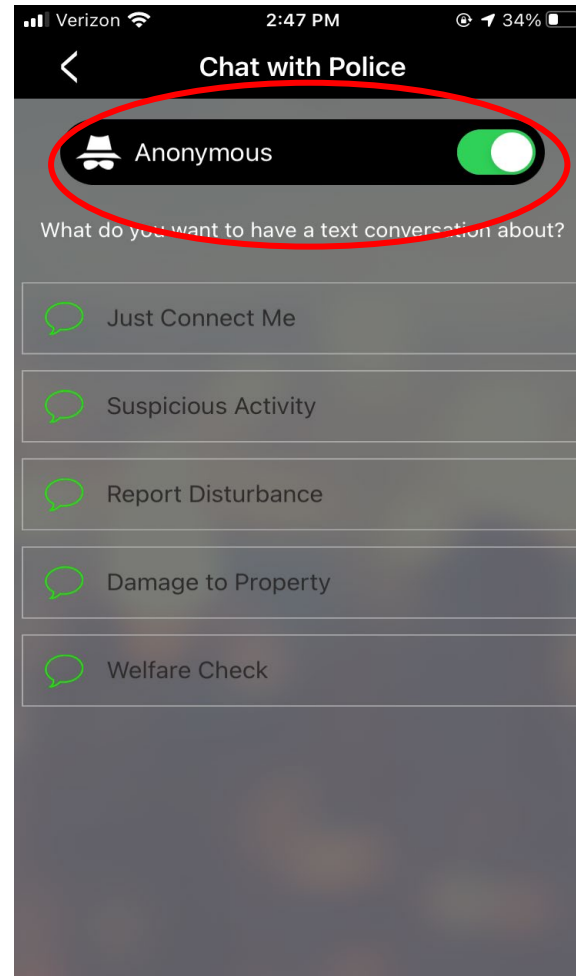 Verizon 2:47 PM 34%
Chat with Police
Anonymous
What do you want to have a text conversation about?
Just Connect Me
Suspicious Activity
Report Disturbance
Damage to Property
Welfare Check